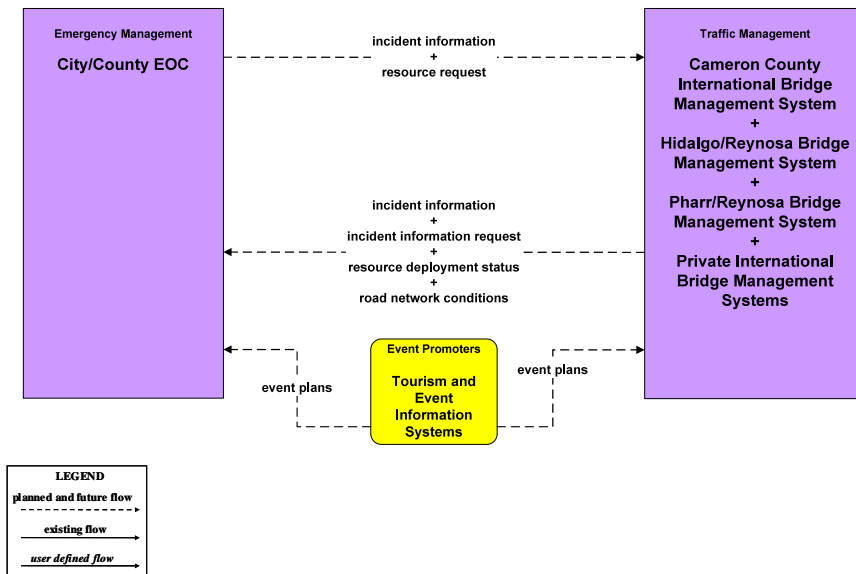 Emergency Management
City/County EOC
incident information
+
resource request
Traffic Management
Cameron County
International Bridge
Management System
+
Hidalgo/Reynosa Bridge
Management System
+
Pharr/Reynosa Bridge
Management System
+
Private International
Bridge Management
Systems
incident information
+
incident information request
+
resource deployment status
+
road network conditions
Event Promoters
Tourism and
Event
Information
Systems
event plans
event plans
LEGEND
planned and future flow
existing flow
user defined flow